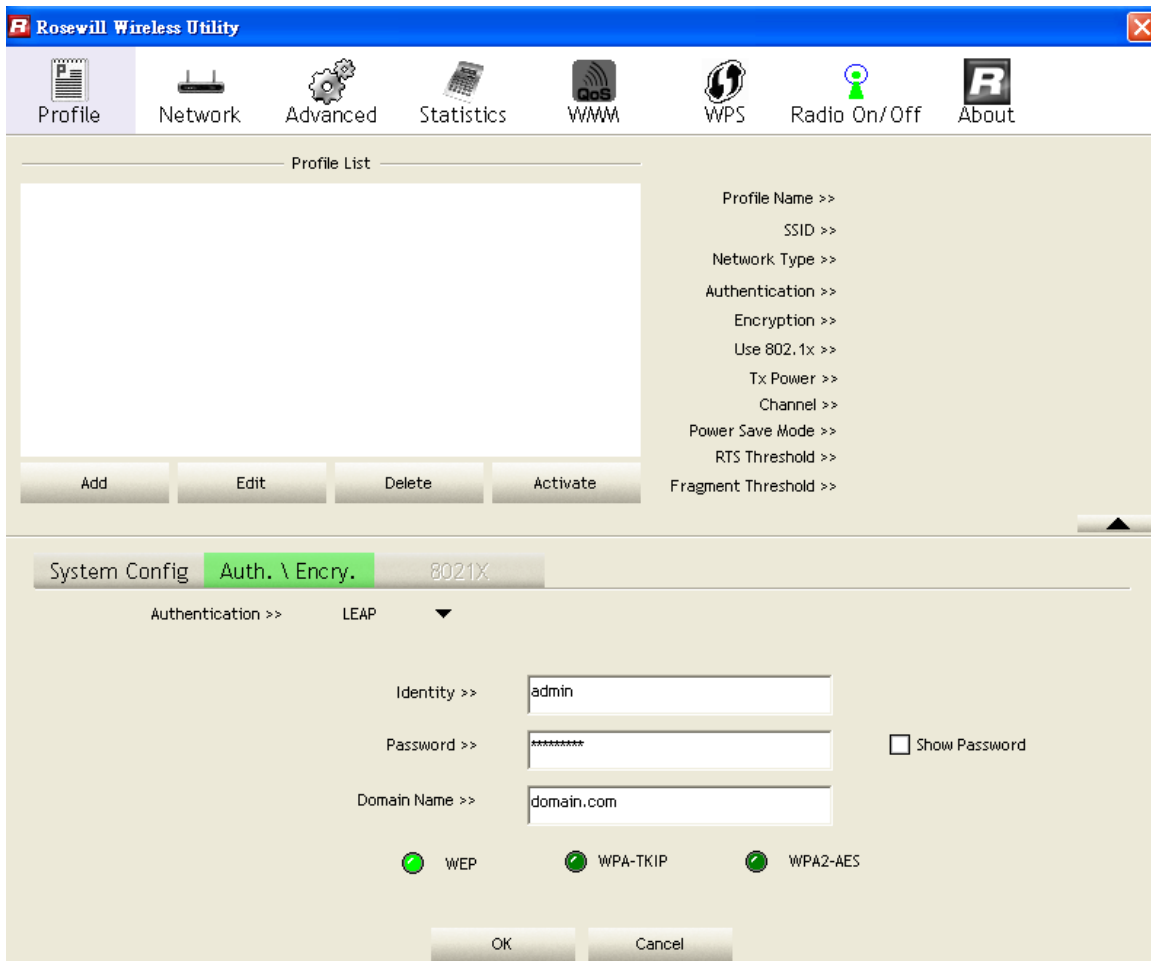 Rosewill Wireless Utility
Profile Network Advanced Statistics QoS WMM WPS Radio On/Off R About
Profile List
Profile Name >>
SSID >>
Network Type >>
Authentication >>
Encryption >>
Use 802.1x >>
Tx Power >>
Channel >>
Power Save Mode >>
RTS Threshold >>
Fragment Threshold >>
Add Edit Delete Activate
System Config Auth. \ Encry. 8021X
Authentication >> LEAP
Identity >> admin
Password >> ********* Show Password
Domain Name >> domain.com
WEP WPA-TKIP WPA2-AES
OK Cancel